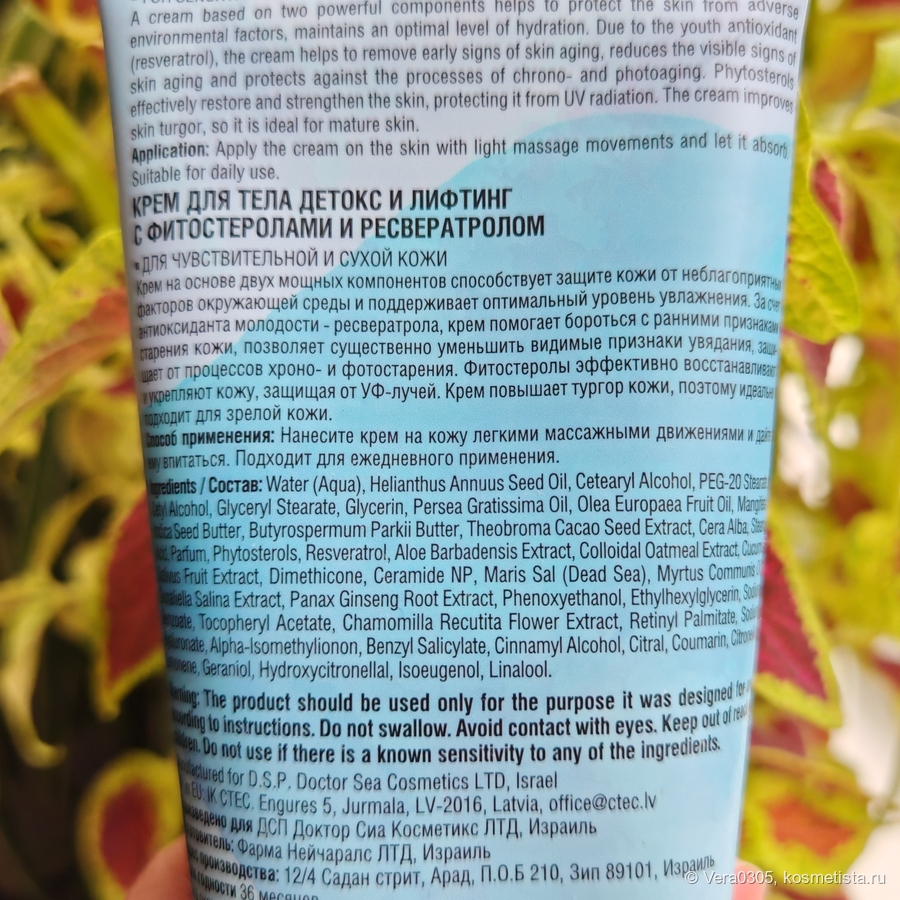 A cream based on two powerful components helps to protect the skin from adverse
environmental factors, maintains an optimal level of hydration. Due to the youth antioxidant
(resveratrol), the cream helps to remove early signs of skin aging, reduces the visible signs of
skin aging and protects against the processes of chrono- and photoaging. Phytosterols
effectively restore and strengthen the skin, protecting it from UV radiation. The cream improves
skin turgor, so it is ideal for mature skin.
Application: Apply the cream on the skin with light massage movements and let it absorb.
Suitable for daily use.
КРЕМ ДЛЯ ТЕЛА ДЕТОКС И ЛИФТИНГ
С ФИТОСТЕРОЛАМИ И РЕСВЕРАТРОЛОМ
• ДЛЯ ЧУВСТВИТЕЛЬНОЙ И СУХОЙ КОЖИ
Крем на основе двух мощных компонентов способствует защите кожи от неблагоприятных
факторов окружающей среды и поддерживает оптимальный уровень увлажнения. За счет
антиоксиданта молодости - ресвератрола, крем помогает бороться с ранними признаками
старения кожи, позволяет существенно уменьшить видимые признаки увядания, защи-
щает от процессов хроно- и фотостарения. Фитостеролы эффективно восстанавливают
и укрепляют кожу, защищая от УФ-лучей. Крем повышает тургор кожи, поэтому идеально
подходит для зрелой кожи.
Способ применения: Нанесите крем на кожу легкими массажными движениями и дайте
ему впитаться. Подходит для ежедневного применения.
Ingredients / Состав: Water (Aqua), Helianthus Annuus Seed Oil, Cetearyl Alcohol, PEG-20
Alcohol, Glyceryl Stearate, Glycerin, Persea Gratissima Oil, Olea Europaea Fruit Oil,
Seed Butter, Butyrospermum Parkii Butter, Theobroma Cacao Seed Extract, Cera Alba,
Parfum, Phytosterols, Resveratrol, Aloe Barbadensis Extract, Colloidal Oatmeal Extract,
Fruit Extract, Dimethicone, Ceramide NP, Maris Sal (Dead Sea), Myrtus Communis
Salina Extract, Panax Ginseng Root Extract, Phenoxyethanol, Ethylhexylglycerin,
Tocopheryl Acetate, Chamomilla Recutita Flower Extract, Retinyl Palmitate,
Alpha-Isomethylionon, Benzyl Salicylate, Cinnamyl Alcohol, Citral, Coumarin,
Geraniol, Hydroxycitronellal, Isoeugenol, Linalool.
The product should be used only for the purpose it was designed for
to instructions. Do not swallow. Avoid contact with eyes. Keep out of
Do not use if there is a known sensitivity to any of the ingredients.
for D.S.P. Doctor Sea Cosmetics LTD, Israel
in EU: IK CTEC. Engures 5, Jurmala, LV-2016, Latvia, office@ctec.lv
для ДСП Доктор Сиа Косметикс ЛТД, Израиль
Фарма Нейчаралс ЛТД, Израиль
производства: 12/4 Садан стрит, Арад, П.О.Б 210, Зип 89101, Израиль
годности 36 месяцев
© Vera0305, kosmetista.ru